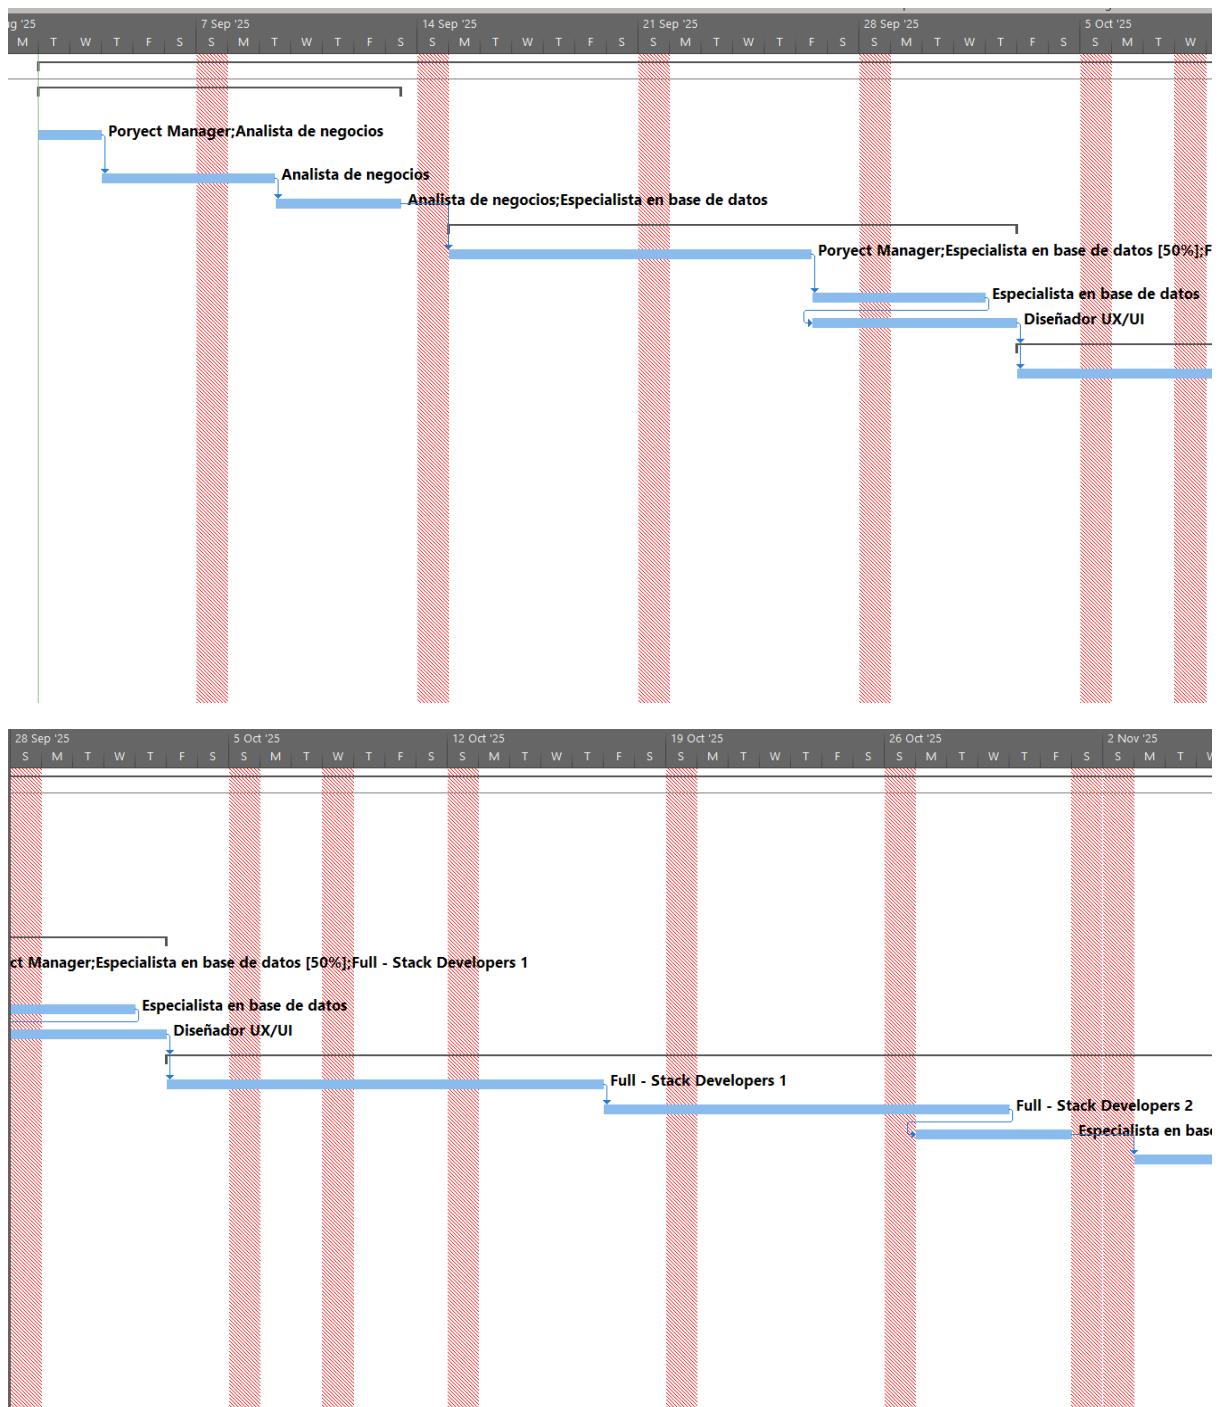 g '25 7 Sep '25 14 Sep '25 21 Sep '25 28 Sep '25 5 Oct '25
M T W T F S S M T W T F S S M T W T F S S M T W T F S S M T W T F S S M T W
Poryect Manager;Analista de negocios
Analista de negocios
Analista de negocios;Especialista en base de datos
Poryect Manager;Especialista en base de datos [50%];F
Especialista en base de datos
Diseñador UX/UI
28 Sep '25 5 Oct '25 12 Oct '25 19 Oct '25 26 Oct '25 2 Nov '25
S M T W T F S S M T W T F S S M T W T F S S M T W T F S S M T W T F S S M T W
ct Manager;Especialista en base de datos [50%];Full - Stack Developers 1
Especialista en base de datos
Diseñador UX/UI
Full - Stack Developers 1
Full - Stack Developers 2
Especialista en bas